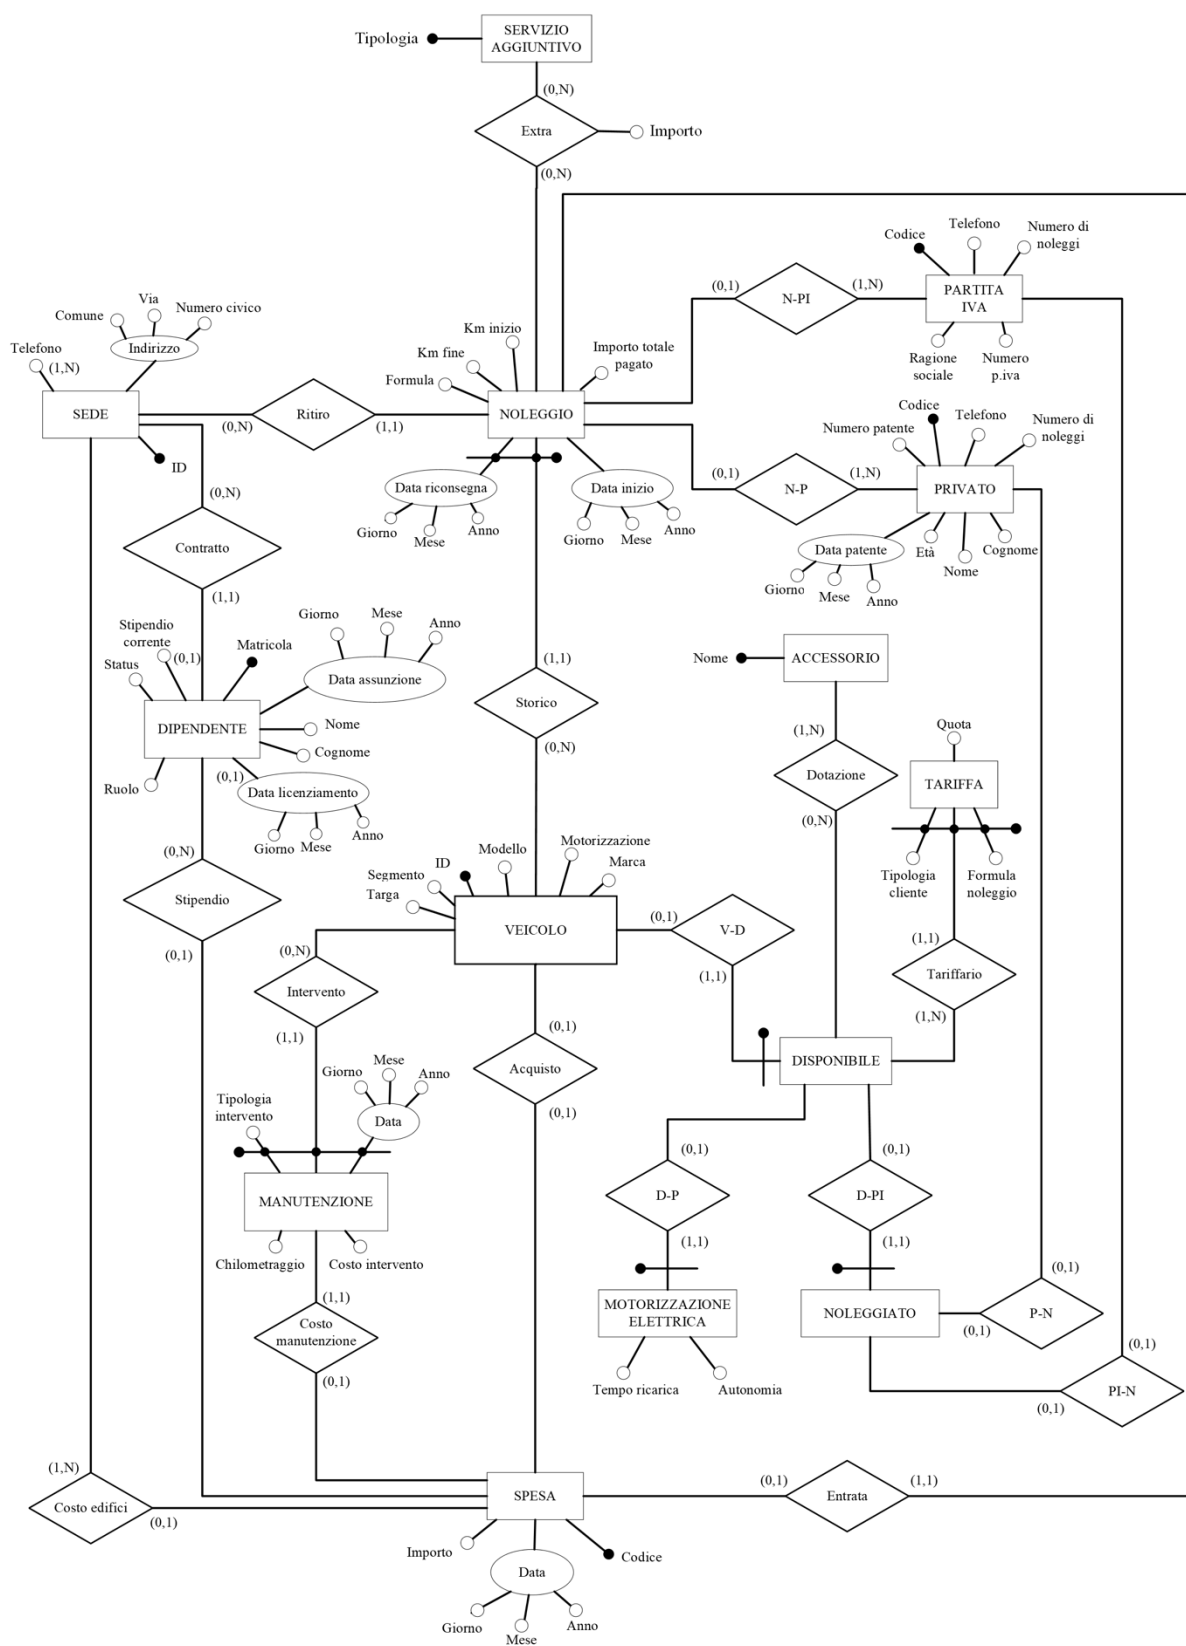 SERVIZIO
AGGIUNTIVO
Tipologia
(0,N)
Extra
Importo
(0,N)
Codice
Telefono
Numero di
noleggi
(0,1)
N-PI
(1,N)
PARTITA
IVA
Ragione
sociale
Numero
p.iva
Comune
Via
Numero civico
Indirizzo
Telefono
(1,N)
SEDE
ID
(0,N)
Ritiro
(1,1)
Km inizio
Km fine
Formula
Importo totale
pagato
NOLEGGIO
Data riconsegna
Giorno
Mese
Anno
Data inizio
Giorno
Mese
Anno
(0,1)
N-P
(1,N)
Codice
Telefono
Numero patente
Numero di
noleggi
PRIVATO
Data patente
Giorno
Mese
Anno
Età
Nome
Cognome
(0,N)
Contratto
(1,1)
Stipendio
corrente
(0,1)
Status
Matricola
Giorno
Mese
Anno
Data assunzione
DIPENDENTE
Nome
Cognome
Ruolo
(0,1)
Data licenziamento
Giorno
Mese
Anno
(1,1)
Storico
(0,N)
Nome
ACCESSORIO
(1,N)
Dotazione
(0,N)
Quota
TARIFFA
Tipologia
cliente
Formula
noleggio
(1,1)
Tariffario
(1,N)
(0,N)
Stipendio
(0,1)
ID
Modello
Motorizzazione
Marca
Segmento
Targa
VEICOLO
(0,1)
V-D
(1,1)
(0,N)
Intervento
(1,1)
(0,1)
Acquisto
(0,1)
DISPONIBILE
Giorno
Mese
Anno
Data
Tipologia
intervento
MANUTENZIONE
Chilometraggio
Costo intervento
(0,1)
D-P
(1,1)
(0,1)
D-PI
(1,1)
MOTORIZZAZIONE
ELETTRICA
Tempo ricarica
Autonomia
NOLEGGIATO
(0,1)
P-N
(0,1)
(0,1)
PI-N
(0,1)
(1,1)
Costo
manutenzione
(0,1)
(1,N)
Costo edifici
(0,1)
SPESA
(0,1)
Entrata
(1,1)
Importo
Data
Codice
Giorno
Mese
Anno